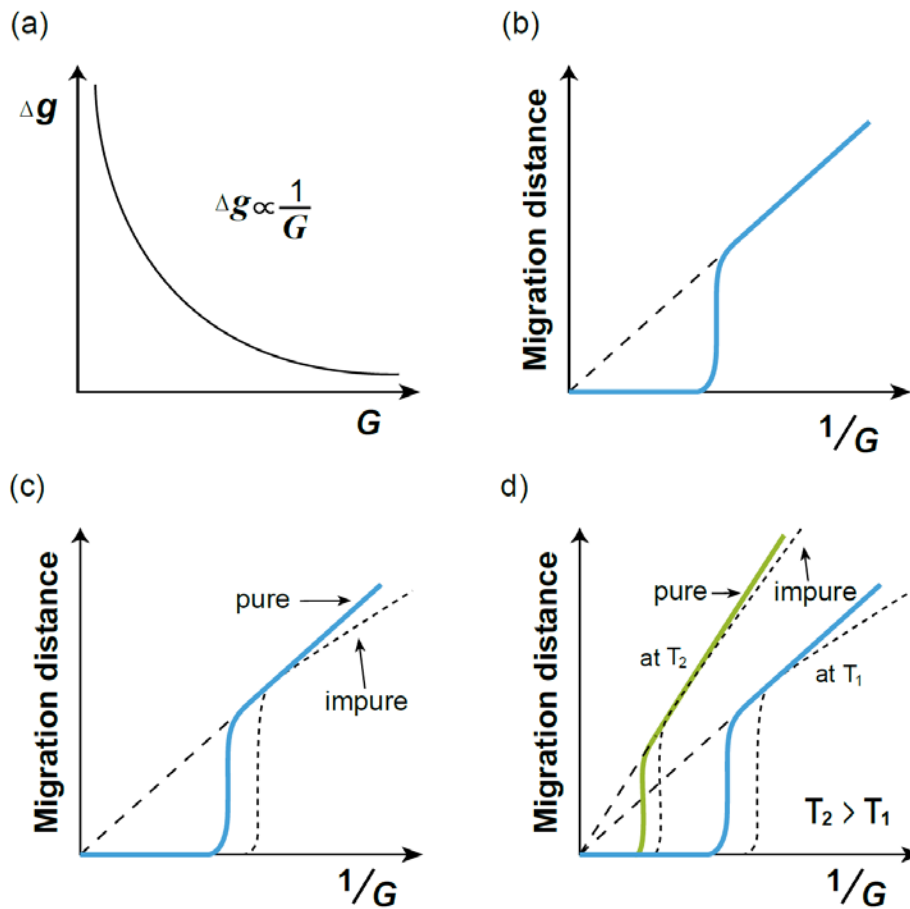 (a)
Δg
Δg ∝ 1/G
G
(b)
Migration distance
1/G
(c)
Migration distance
pure
impure
1/G
(d)
Migration distance
pure
impure
at T₂
at T₁
T₂ > T₁
1/G